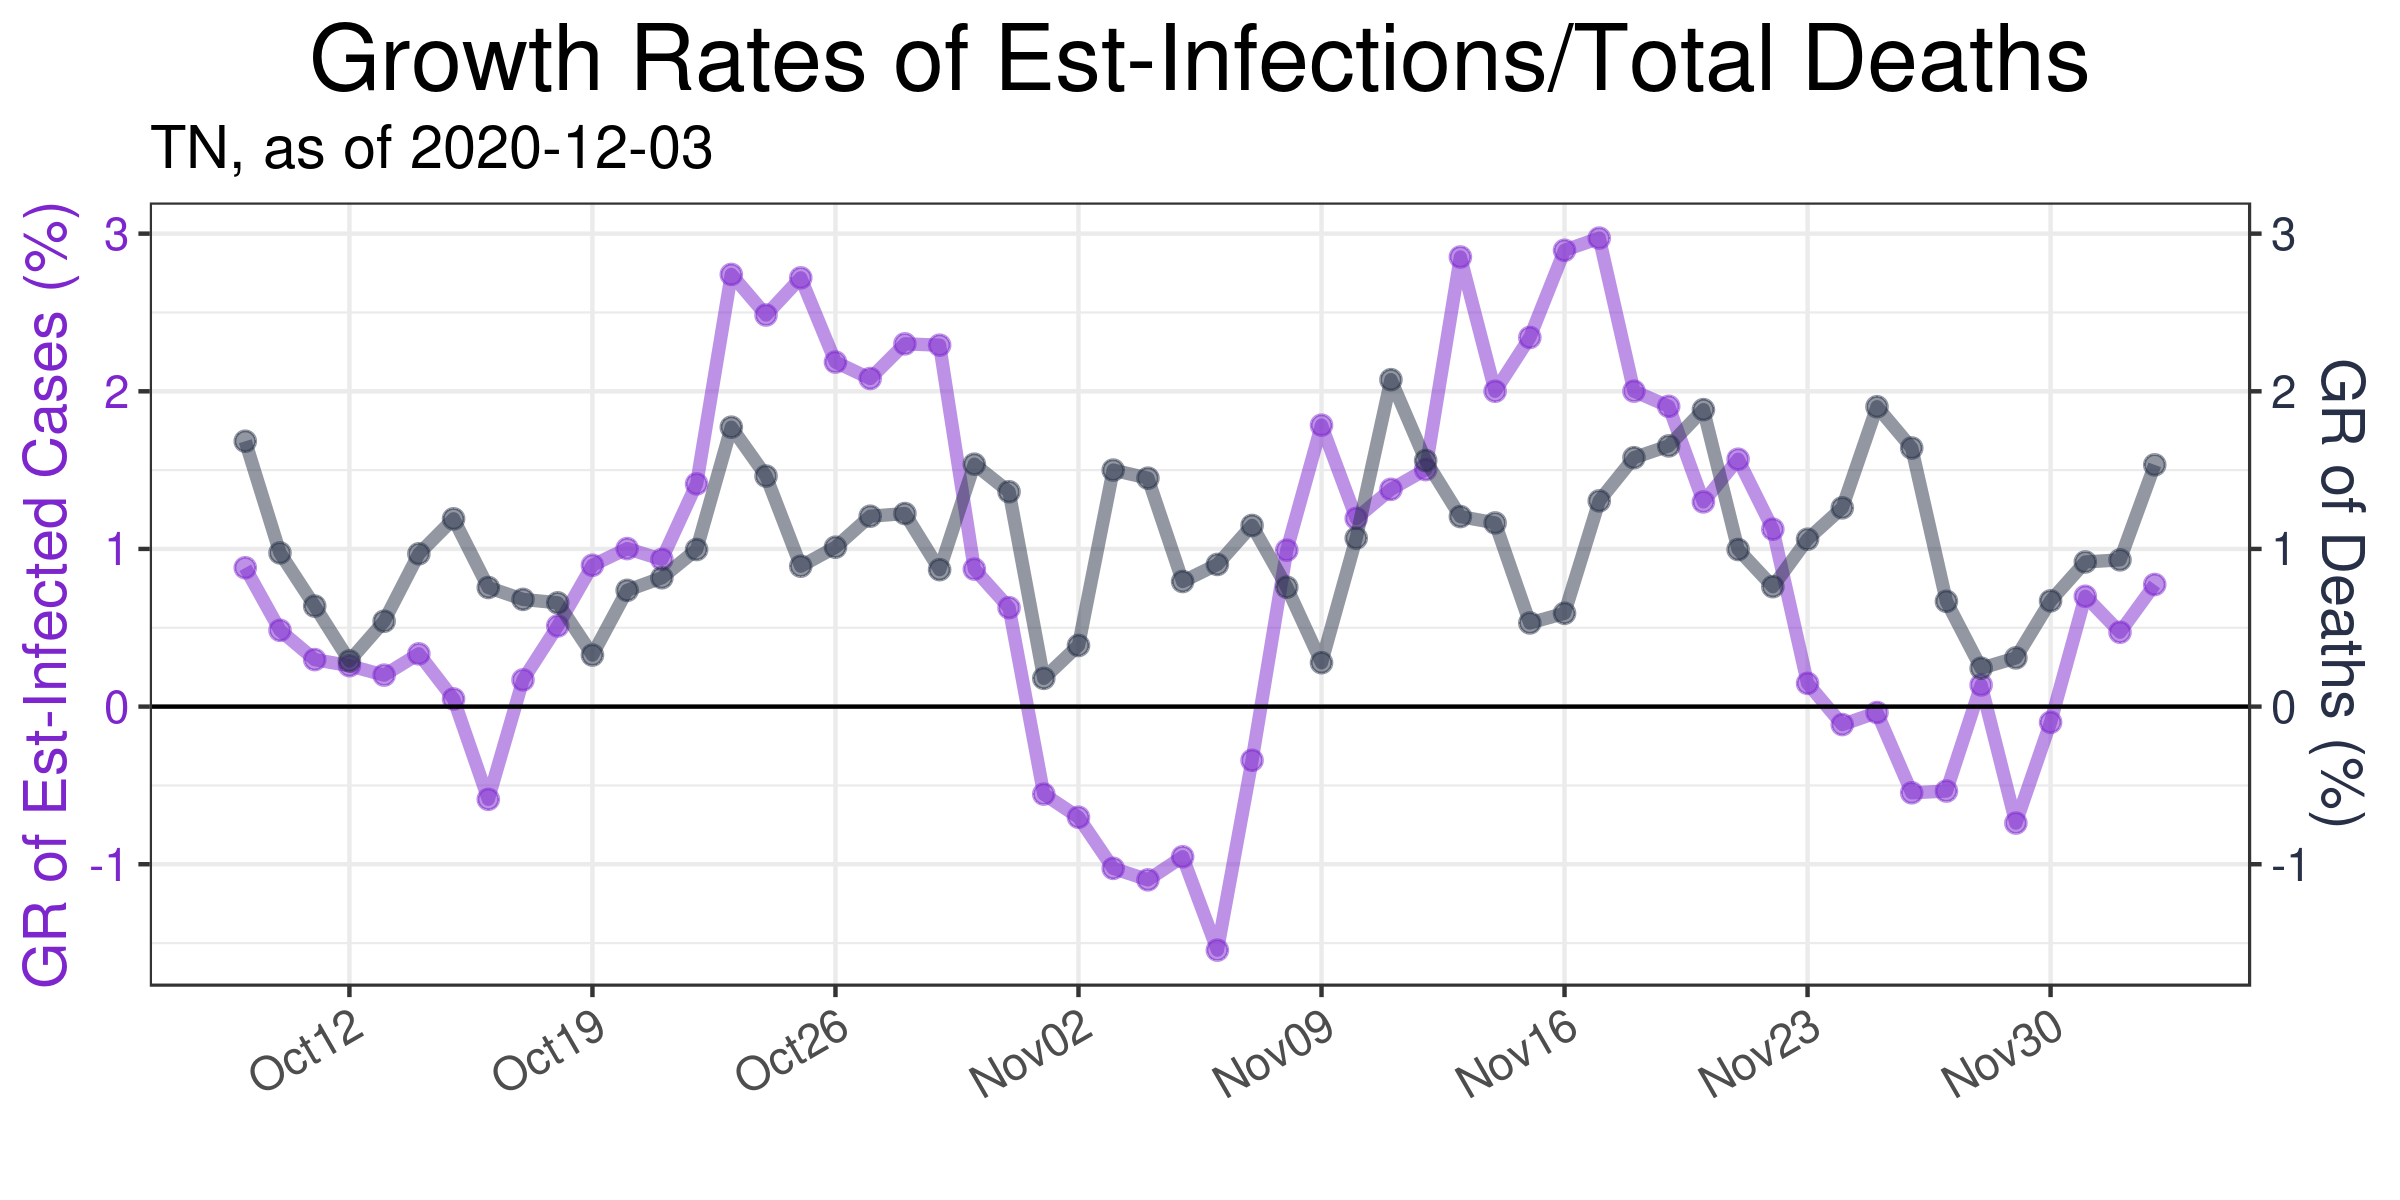 Growth Rates of Est-Infections/Total Deaths
TN, as of 2020-12-03
GR of Est-Infected Cases (%)
3
2
1
0
-1
3
2
1
0
-1
GR of Deaths (%)
Oct12
Oct19
Oct26
Nov02
Nov09
Nov16
Nov23
Nov30